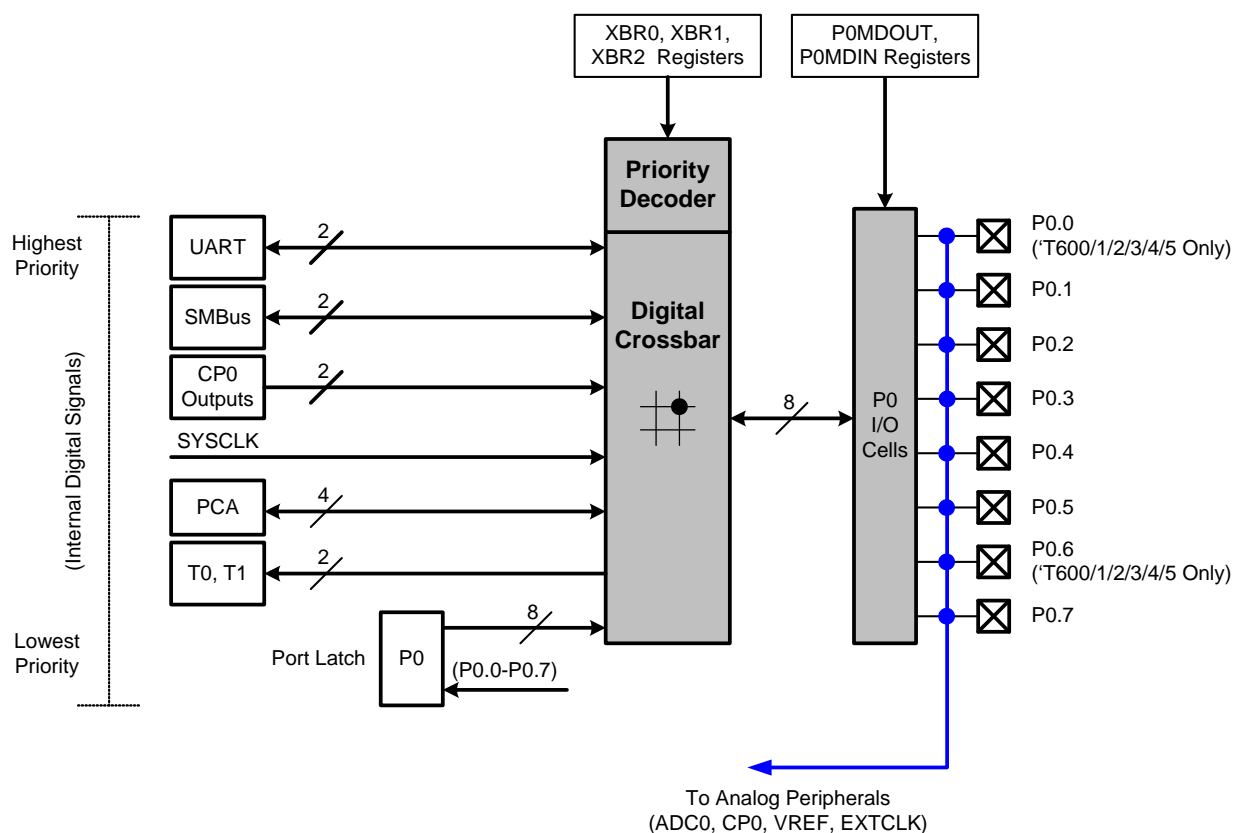 XBR0, XBR1,
XBR2 Registers
P0MDOUT,
P0MDIN Registers
Priority
Decoder
Highest
Priority
UART
2
SMBus
2
CP0
Outputs
2
Digital
Crossbar
SYSCLK
PCA
4
T0, T1
2
(Internal Digital Signals)
8
P0
I/O
Cells
P0.0
(‘T600/1/2/3/4/5 Only)
P0.1
P0.2
P0.3
P0.4
P0.5
P0.6
(‘T600/1/2/3/4/5 Only)
P0.7
Lowest
Priority
Port Latch
P0
8
(P0.0-P0.7)
To Analog Peripherals
(ADC0, CP0, VREF, EXTCLK)